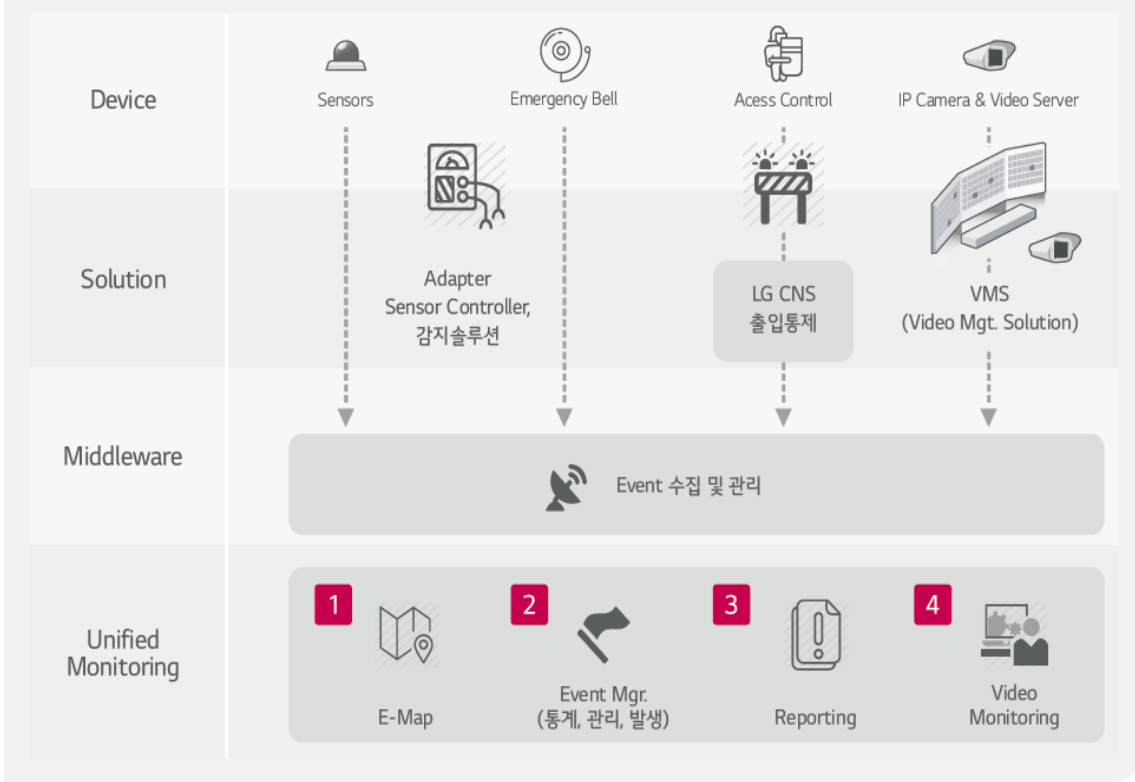 Device
Sensors
Emergency Bell
Acess Control
IP Camera & Video Server
Solution
Adapter
Sensor Controller,
감지솔루션
LG CNS
출입통제
VMS
(Video Mgt. Solution)
Middleware
Event 수집 및 관리
Unified
Monitoring
1
E-Map
2
Event Mgr.
(통계, 관리, 발생)
3
Reporting
4
Video
Monitoring